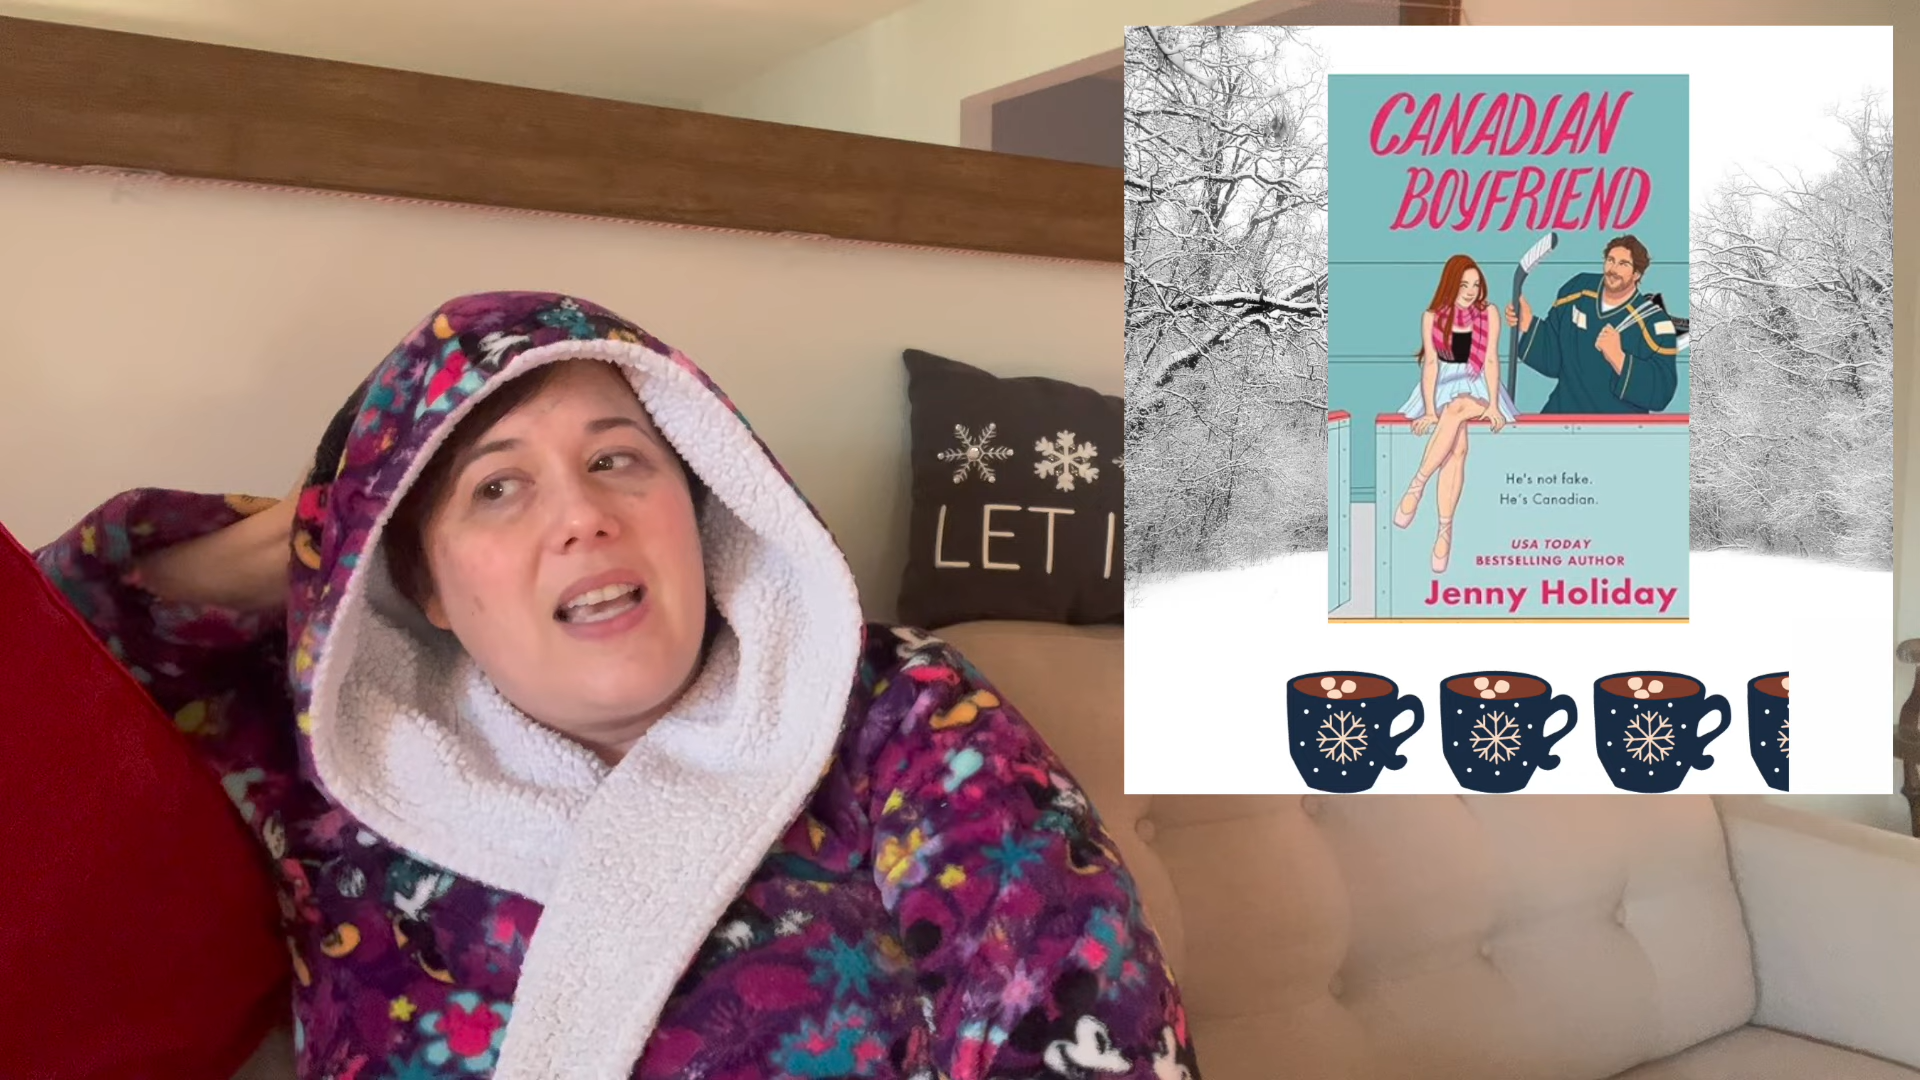 LET I
CANADIAN
BOYFRIEND
He's not fake.
He's Canadian.
USA TODAY
BESTSELLING AUTHOR
Jenny Holiday